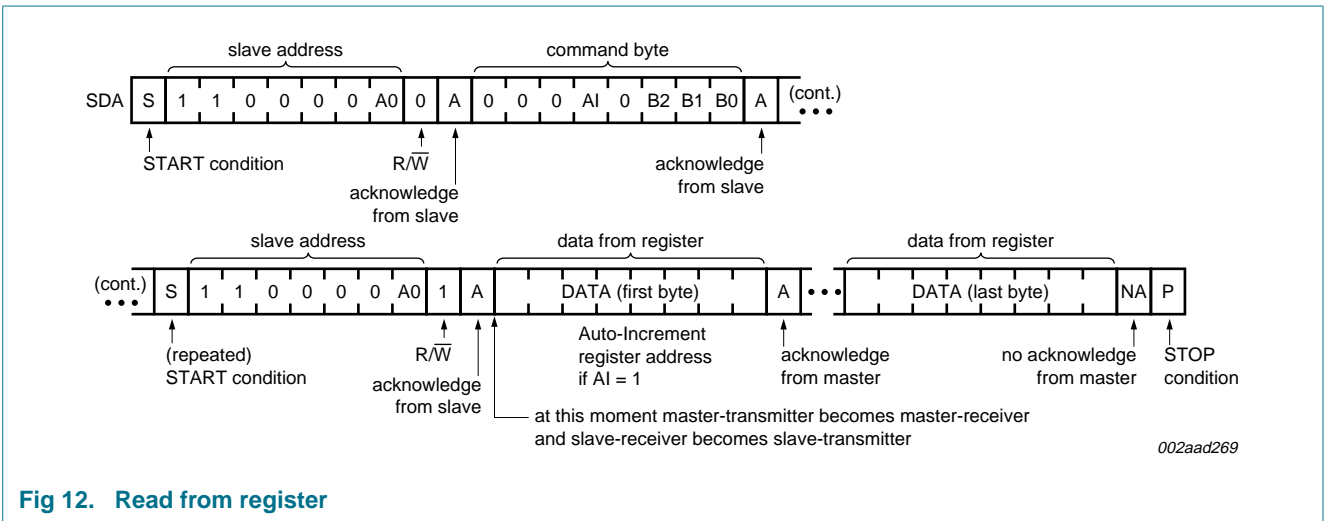 slave address
command byte
SDA S 1 1 0 0 0 0 A0 0 A 0 0 0 AI 0 B2 B1 B0 A (cont.)
START condition
R/W
acknowledge
from slave
acknowledge
from slave
slave address
data from register
data from register
(cont.) S 1 1 0 0 0 0 A0 1 A DATA (first byte) A DATA (last byte) NA P
(repeated)
START condition
R/W
acknowledge
from slave
Auto-Increment
register address
if AI = 1
acknowledge
from master
no acknowledge
from master
STOP
condition
at this moment master-transmitter becomes master-receiver
and slave-receiver becomes slave-transmitter
002aad269
Fig 12. Read from register